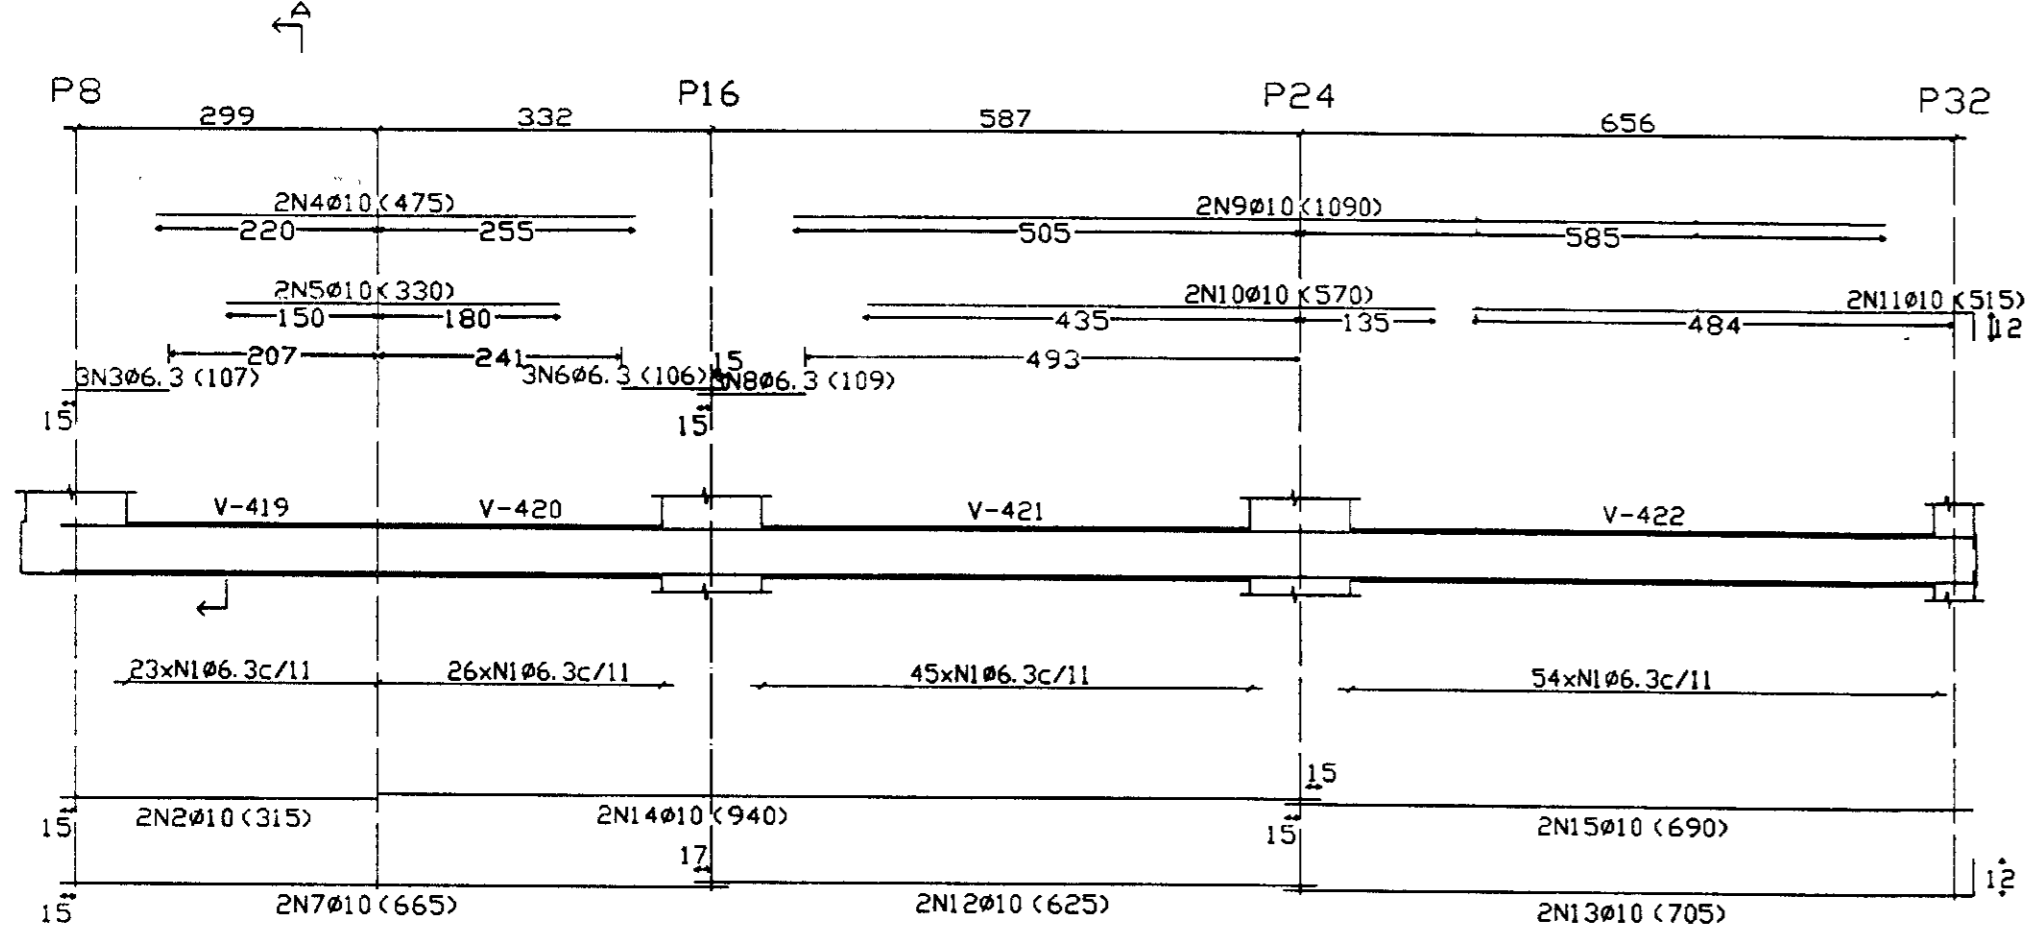 A
P8 P16 P24 P32
299 332 587 656
2N4ø10(475) 2N9ø10(1090)
220 255 505 585
2N5ø10(330) 2N10ø10(570) 2N11ø10(515)
150 180 435 135 484 12
207 241 15 493
3N3ø6.3(107) 3N6ø6.3(106) 3N8ø6.3(109)
15 15
V-419 V-420 V-421 V-422
23xN1ø6.3c/11 26xN1ø6.3c/11 45xN1ø6.3c/11 54xN1ø6.3c/11
15
15 2N2ø10(315) 2N14ø10(940) 15 2N15ø10(690)
17
12
15 2N7ø10(665) 2N12ø10(625) 2N13ø10(705)